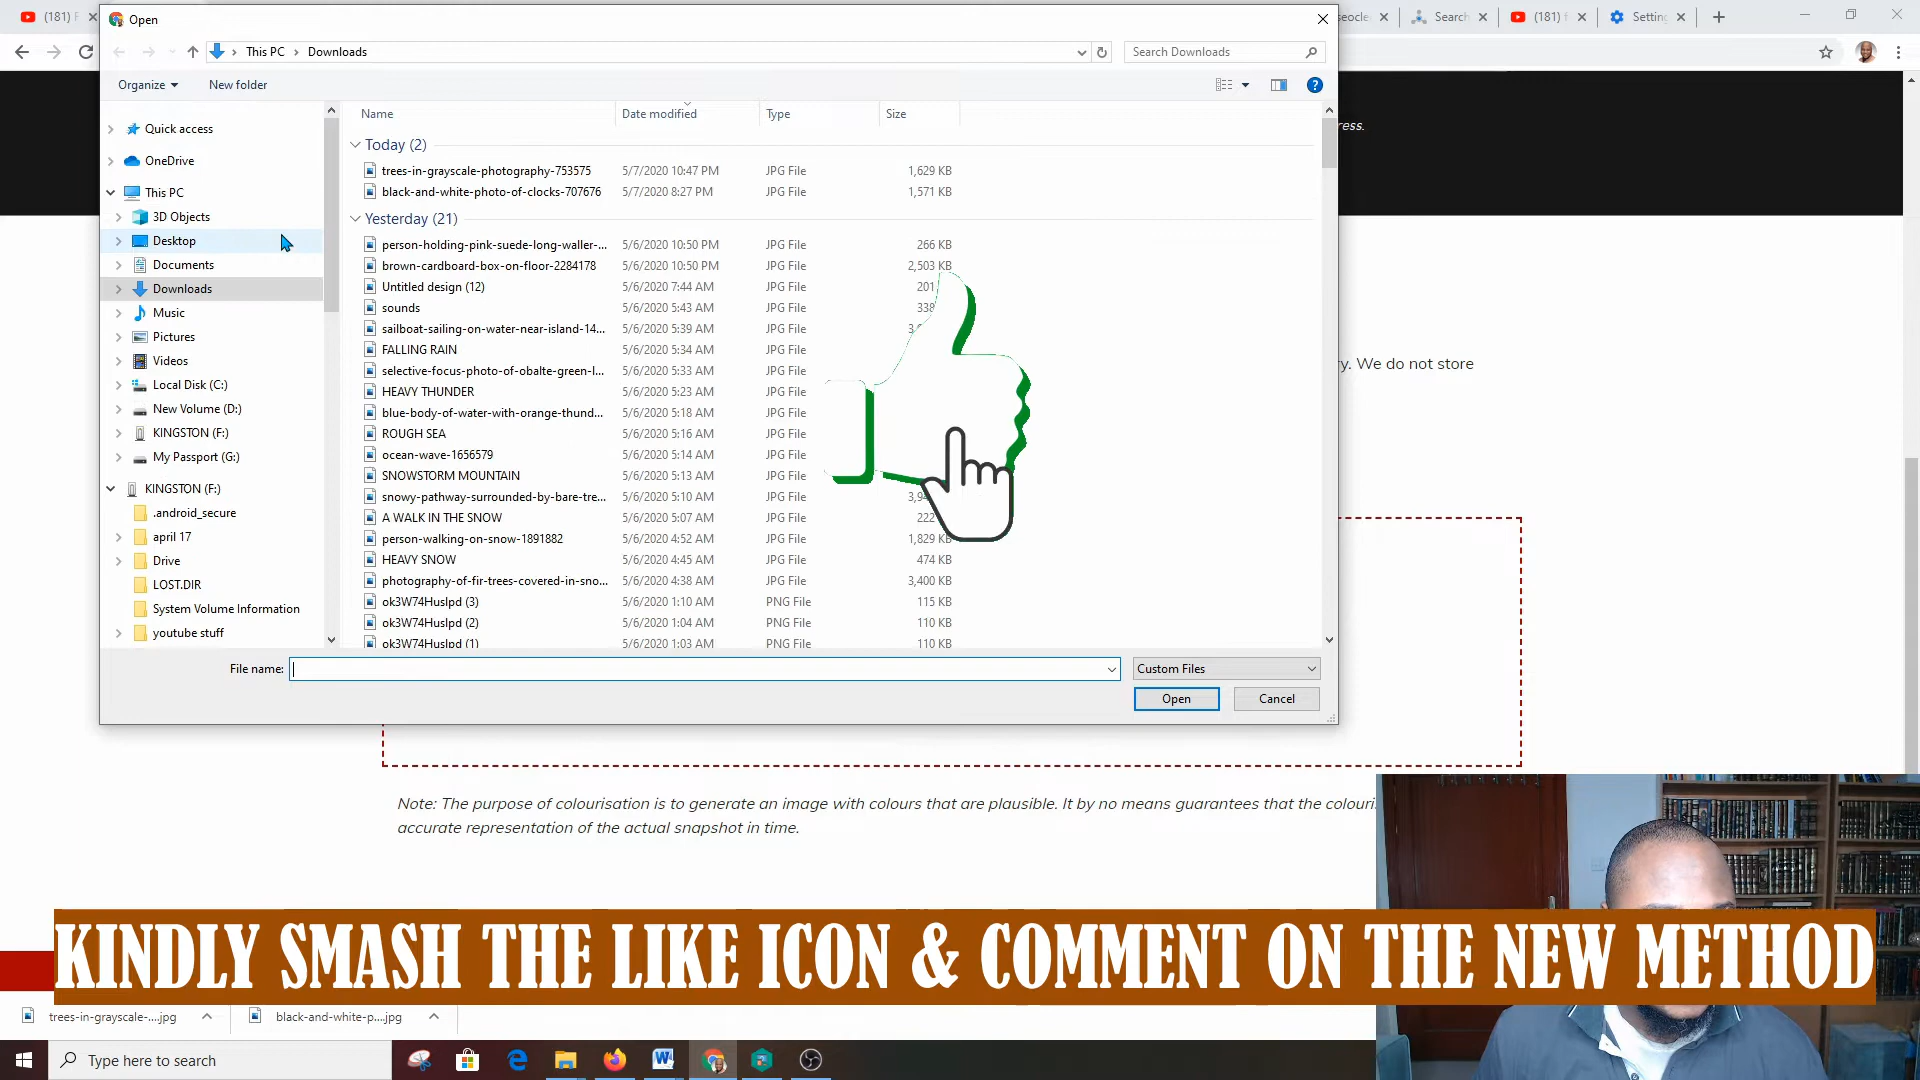 (181) F
Open
seocle
Search
(181) f
Setting
This PC
Downloads
Search Downloads
Organize
New folder
Name
Date modified
Type
Size
ress.
Quick access
OneDrive
This PC
3D Objects
Desktop
Documents
Downloads
Music
Pictures
Videos
Local Disk (C:)
New Volume (D:)
KINGSTON (F:)
My Passport (G:)
KINGSTON (F:)
.android_secure
april 17
Drive
LOST.DIR
System Volume Information
youtube stuff
Today (2)
trees-in-grayscale-photography-753575 5/7/2020 10:47 PM JPG File 1,629 KB
black-and-white-photo-of-clocks-707676 5/7/2020 8:27 PM JPG File 1,571 KB
Yesterday (21)
person-holding-pink-suede-long-waller-... 5/6/2020 10:50 PM JPG File 266 KB
brown-cardboard-box-on-floor-2284178 5/6/2020 10:50 PM JPG File 2,503 KB
Untitled design (12) 5/6/2020 7:44 AM JPG File 201
sounds 5/6/2020 5:43 AM JPG File 338
sailboat-sailing-on-water-near-island-14... 5/6/2020 5:39 AM JPG File
FALLING RAIN 5/6/2020 5:34 AM JPG File
selective-focus-photo-of-obalte-green-l... 5/6/2020 5:33 AM JPG File
HEAVY THUNDER 5/6/2020 5:23 AM JPG File
blue-body-of-water-with-orange-thund... 5/6/2020 5:18 AM JPG File
ROUGH SEA 5/6/2020 5:16 AM JPG File
ocean-wave-1656579 5/6/2020 5:14 AM JPG File
SNOWSTORM MOUNTAIN 5/6/2020 5:13 AM JPG File
snowy-pathway-surrounded-by-bare-tre... 5/6/2020 5:10 AM JPG File
A WALK IN THE SNOW 5/6/2020 5:07 AM JPG File 222
person-walking-on-snow-1891882 5/6/2020 4:52 AM JPG File 1,829 KB
HEAVY SNOW 5/6/2020 4:45 AM JPG File 474 KB
photography-of-fir-trees-covered-in-sno... 5/6/2020 4:38 AM JPG File 3,400 KB
ok3W74Huslpd (3) 5/6/2020 1:10 AM PNG File 115 KB
ok3W74Huslpd (2) 5/6/2020 1:04 AM PNG File 110 KB
ok3W74Huslpd (1) 5/6/2020 1:03 AM PNG File 110 KB
y. We do not store
File name:
Custom Files
Open
Cancel
Note: The purpose of colourisation is to generate an image with colours that are plausible. It by no means guarantees that the colouri
accurate representation of the actual snapshot in time.
KINDLY SMASH THE LIKE ICON & COMMENT ON THE NEW METHOD
trees-in-grayscale-....jpg
black-and-white-p....jpg
Type here to search